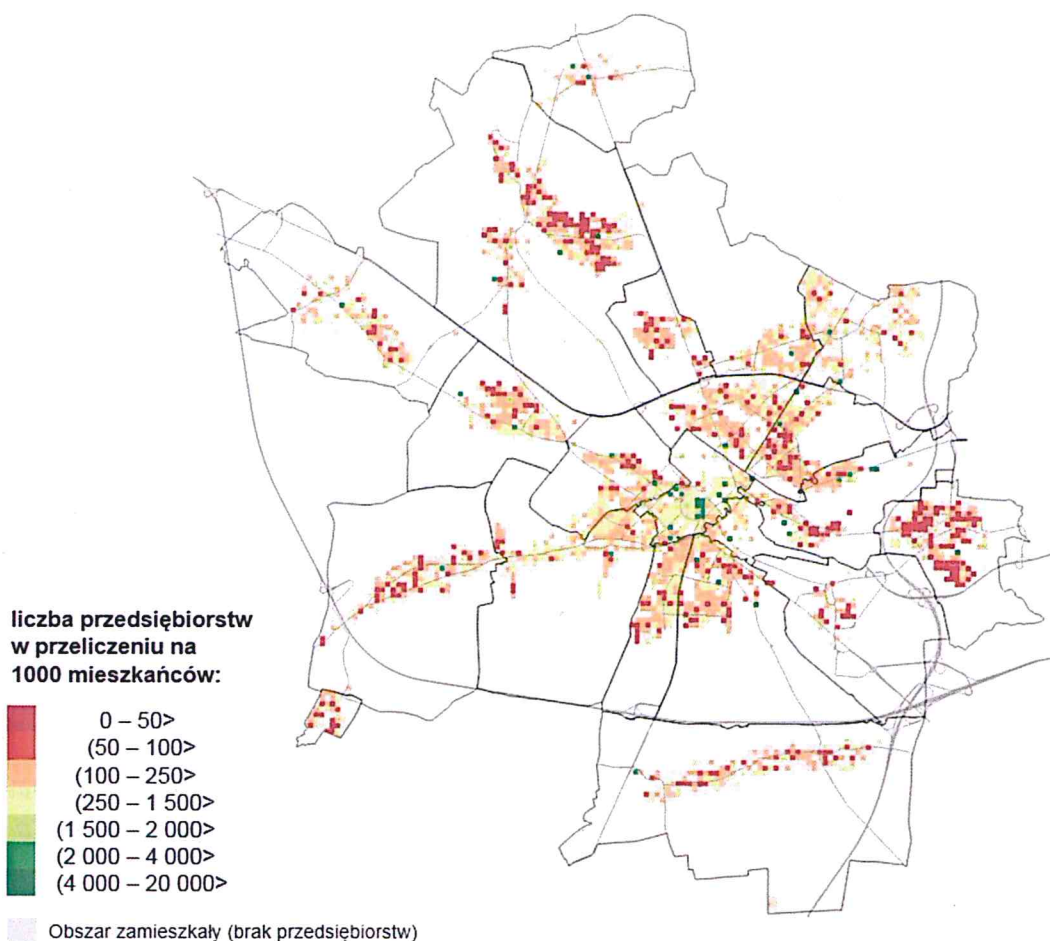 liczba przedsiębiorstw
w przeliczeniu na
1000 mieszkańców:
0 – 50>
(50 – 100>
(100 – 250>
(250 – 1 500>
(1 500 – 2 000>
(2 000 – 4 000>
(4 000 – 20 000>
Obszar zamieszkały (brak przedsiębiorstw)